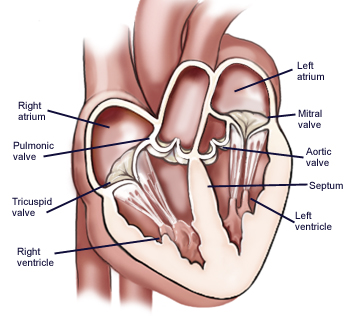 Right
atrium
Pulmonic
valve
Tricuspid
valve
Right
ventricle
Left
atrium
Mitral
valve
Aortic
valve
Septum
Left
ventricle